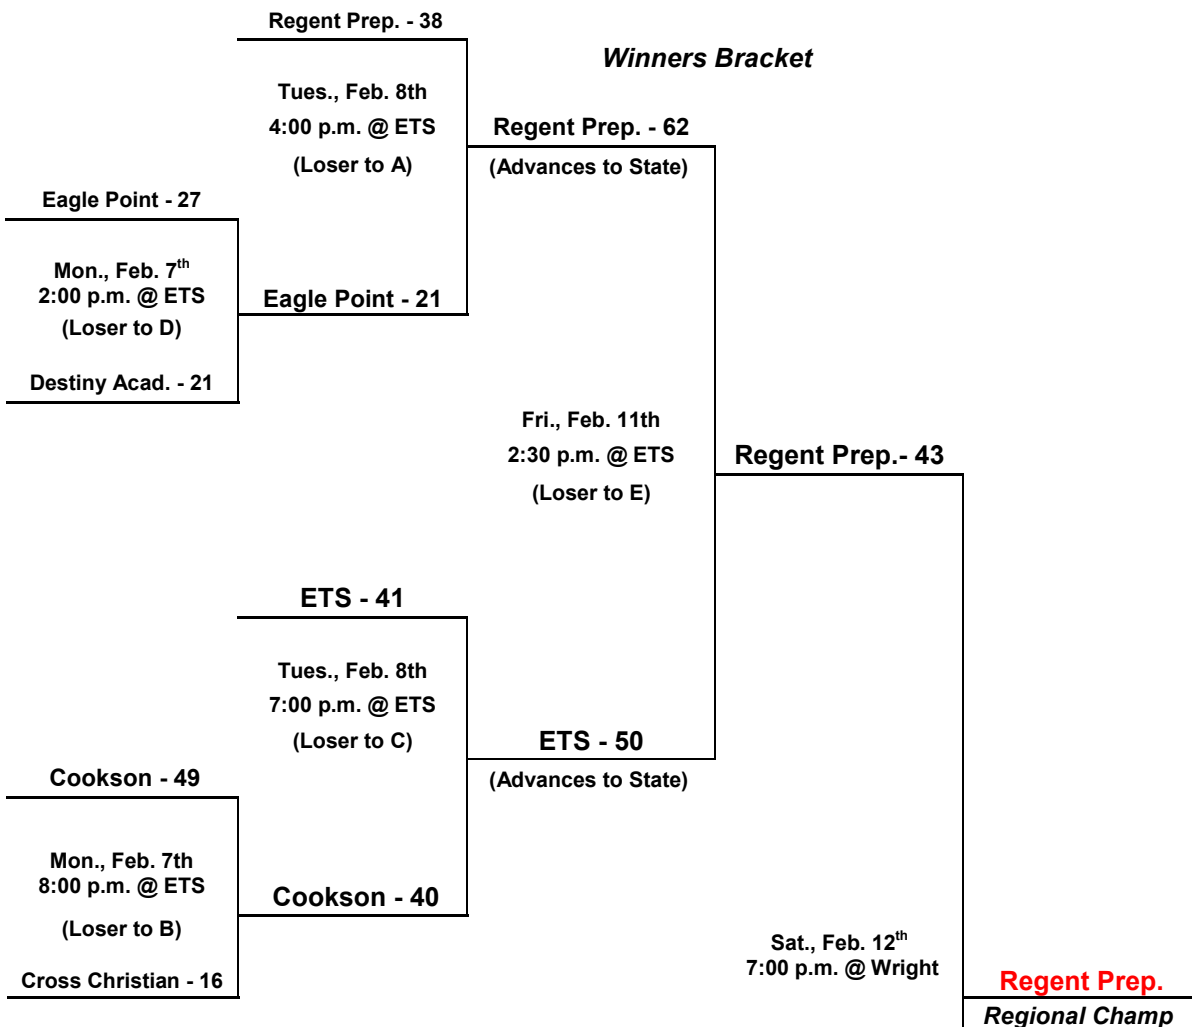 Regent Prep. - 38
Winners Bracket
Tues., Feb. 8th
4:00 p.m. @ ETS
(Loser to A)
Regent Prep. - 62
(Advances to State)
Eagle Point - 27
Mon., Feb. 7th
2:00 p.m. @ ETS
(Loser to D)
Eagle Point - 21
Destiny Acad. - 21
Fri., Feb. 11th
2:30 p.m. @ ETS
(Loser to E)
Regent Prep.- 43
ETS - 41
Tues., Feb. 8th
7:00 p.m. @ ETS
(Loser to C)
ETS - 50
(Advances to State)
Cookson - 49
Mon., Feb. 7th
8:00 p.m. @ ETS
(Loser to B)
Cookson - 40
Cross Christian - 16
Sat., Feb. 12th
7:00 p.m. @ Wright
Regent Prep.
Regional Champ